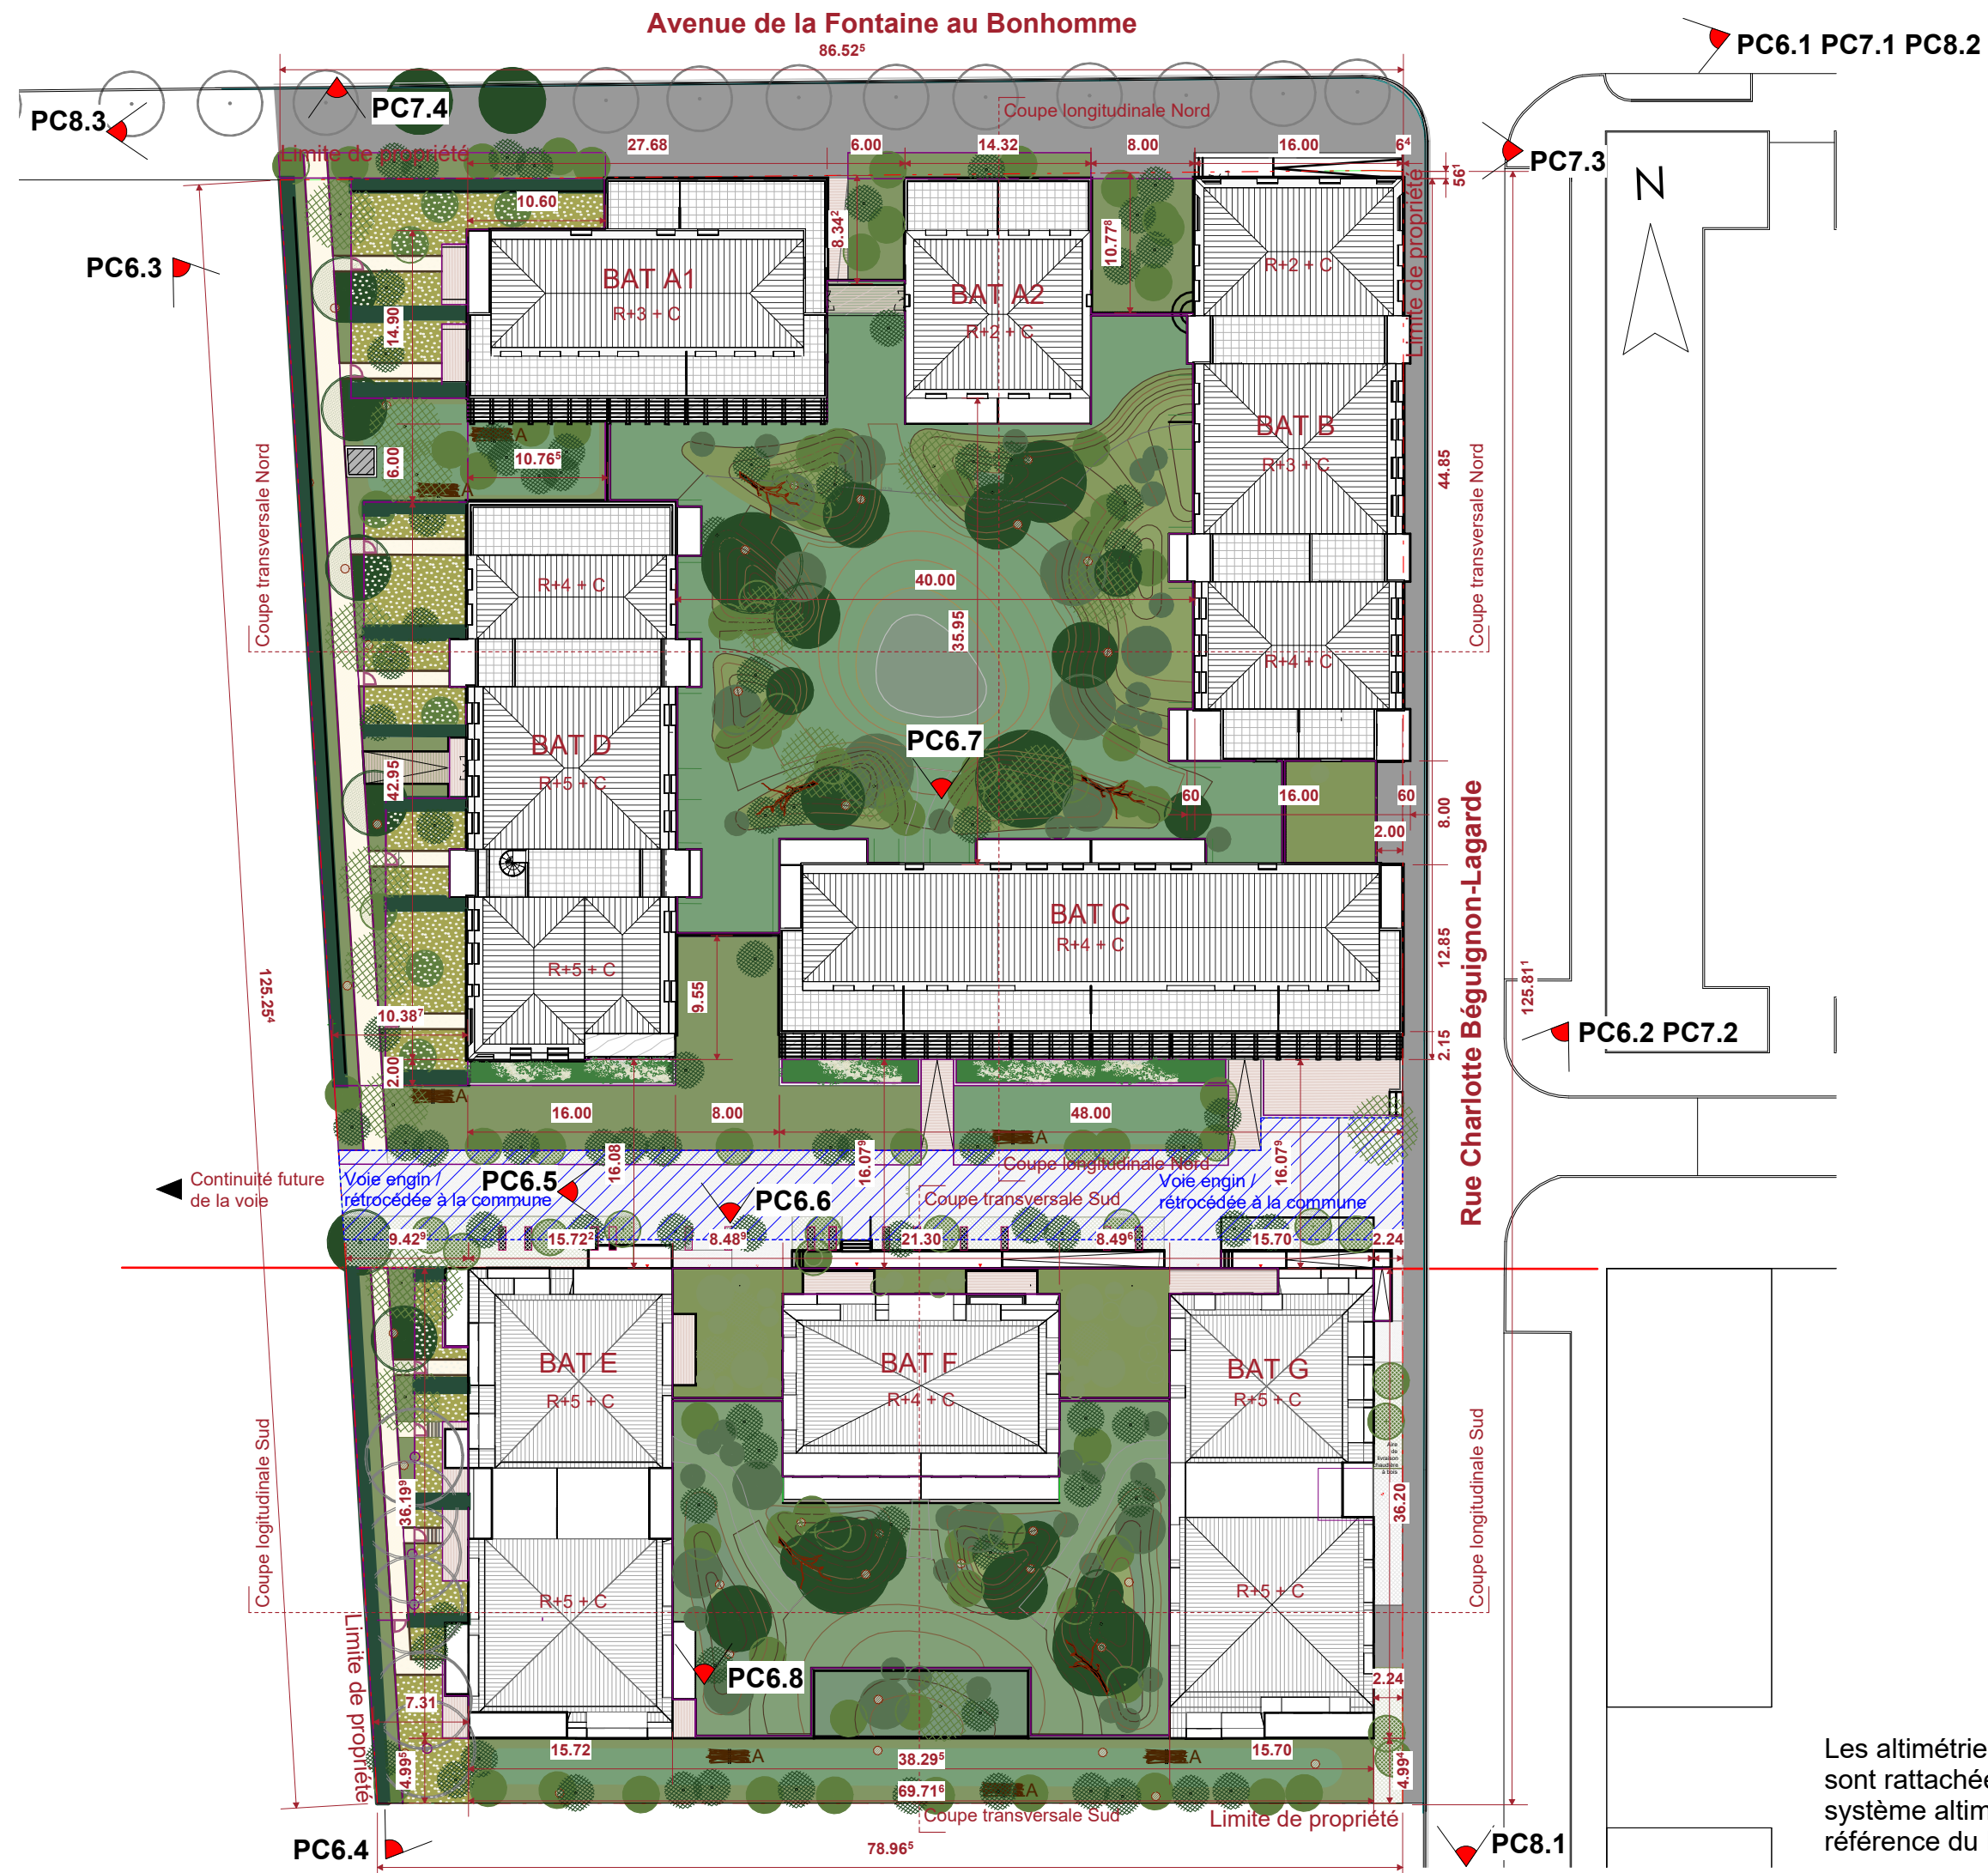 Avenue de la Fontaine au Bonhomme
86.52⁵
PC6.1 PC7.1 PC8.2
PC8.3
PC7.4
Coupe longitudinale Nord
Limite de propriété
27.68
6.00
14.32
8.00
16.00
6⁴
56¹
PC7.3
N
10.60
8.34²
10.77⁸
Limite de propriété
PC6.3
BAT A1
R+3 + C
BAT A2
R+2 + C
R+2 + C
14.90
BAT B
R+3 + C
44.85
A
10.76⁵
6.00
A
Coupe transversale Nord
Coupe transversale Nord
R+4 + C
40.00
35.95
R+4 + C
BAT D
R+5 + C
42.95
PC6.7
60
16.00
60
8.00
2.00
Rue Charlotte Béguignon-Lagarde
BAT C
R+4 + C
12.85
R+5 + C
9.55
125.25⁴
125.81¹
10.38⁷
2.15
PC6.2 PC7.2
2.00
A
16.00
8.00
48.00
A
16.08
16.07⁹
16.07⁹
Coupe longitudinale Nord
Continuité future
de la voie
Voie engin /
rétrocédée à la commune
PC6.5
PC6.6
Coupe transversale Sud
Voie engin /
rétrocédée à la commune
9.42⁹
15.72²
8.48⁹
21.30
8.49⁶
15.70
2.24
BAT E
R+5 + C
BAT F
R+4 + C
BAT G
R+5 + C
Coupe logitudinale Sud
Coupe longitudinale Sud
Aire
de
livraison
chaudière
à bois
36.19⁹
36.20
R+5 + C
R+5 + C
Limite de propriété
PC6.8
7.31
2.24
4.99⁵
15.72
A
38.29⁵
A
15.70
4.99⁴
69.71⁶
A
Coupe transversale Sud
Limite de propriété
PC6.4
78.96⁵
PC8.1
Les altimétrie
sont rattachée
système altim
référence du